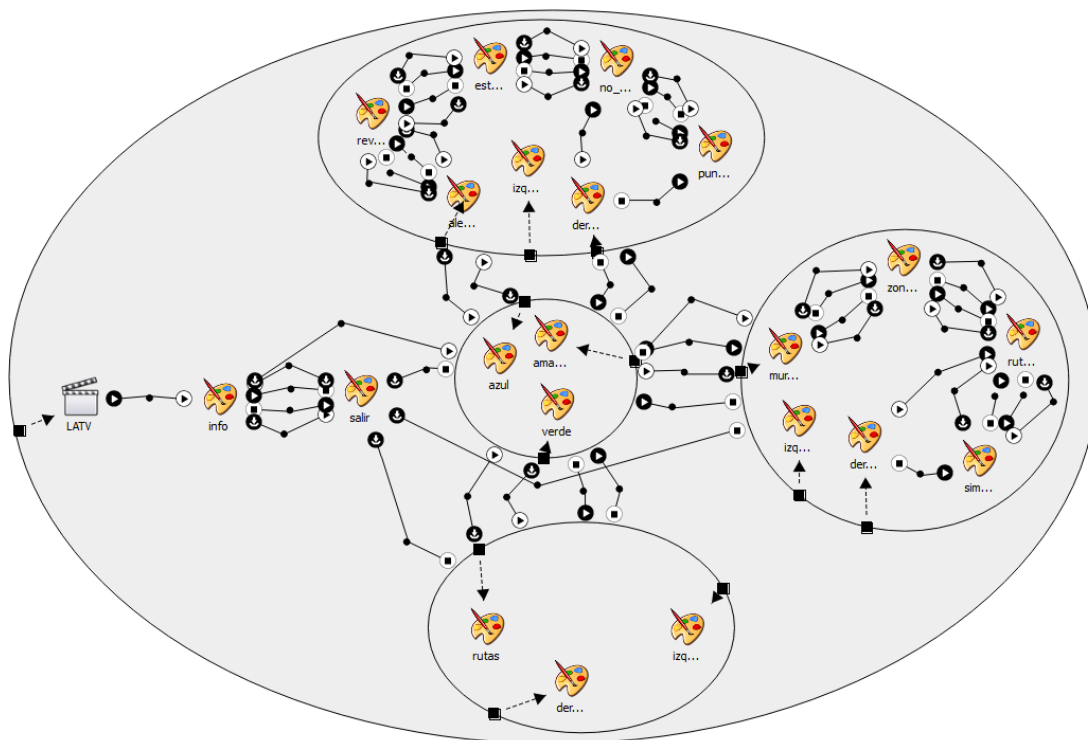 est...
no_...
rev...
pun...
izq...
ale...
der...
zon...
ama...
mur...
rut...
azul
LATV
info
salir
verde
izq...
der...
sim...
rutas
izq...
der...